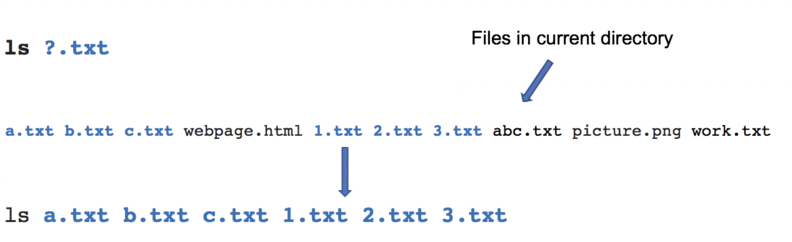 Files in current directory
ls ?.txt
a.txt b.txt c.txt webpage.html 1.txt 2.txt 3.txt abc.txt picture.png work.txt
ls a.txt b.txt c.txt 1.txt 2.txt 3.txt